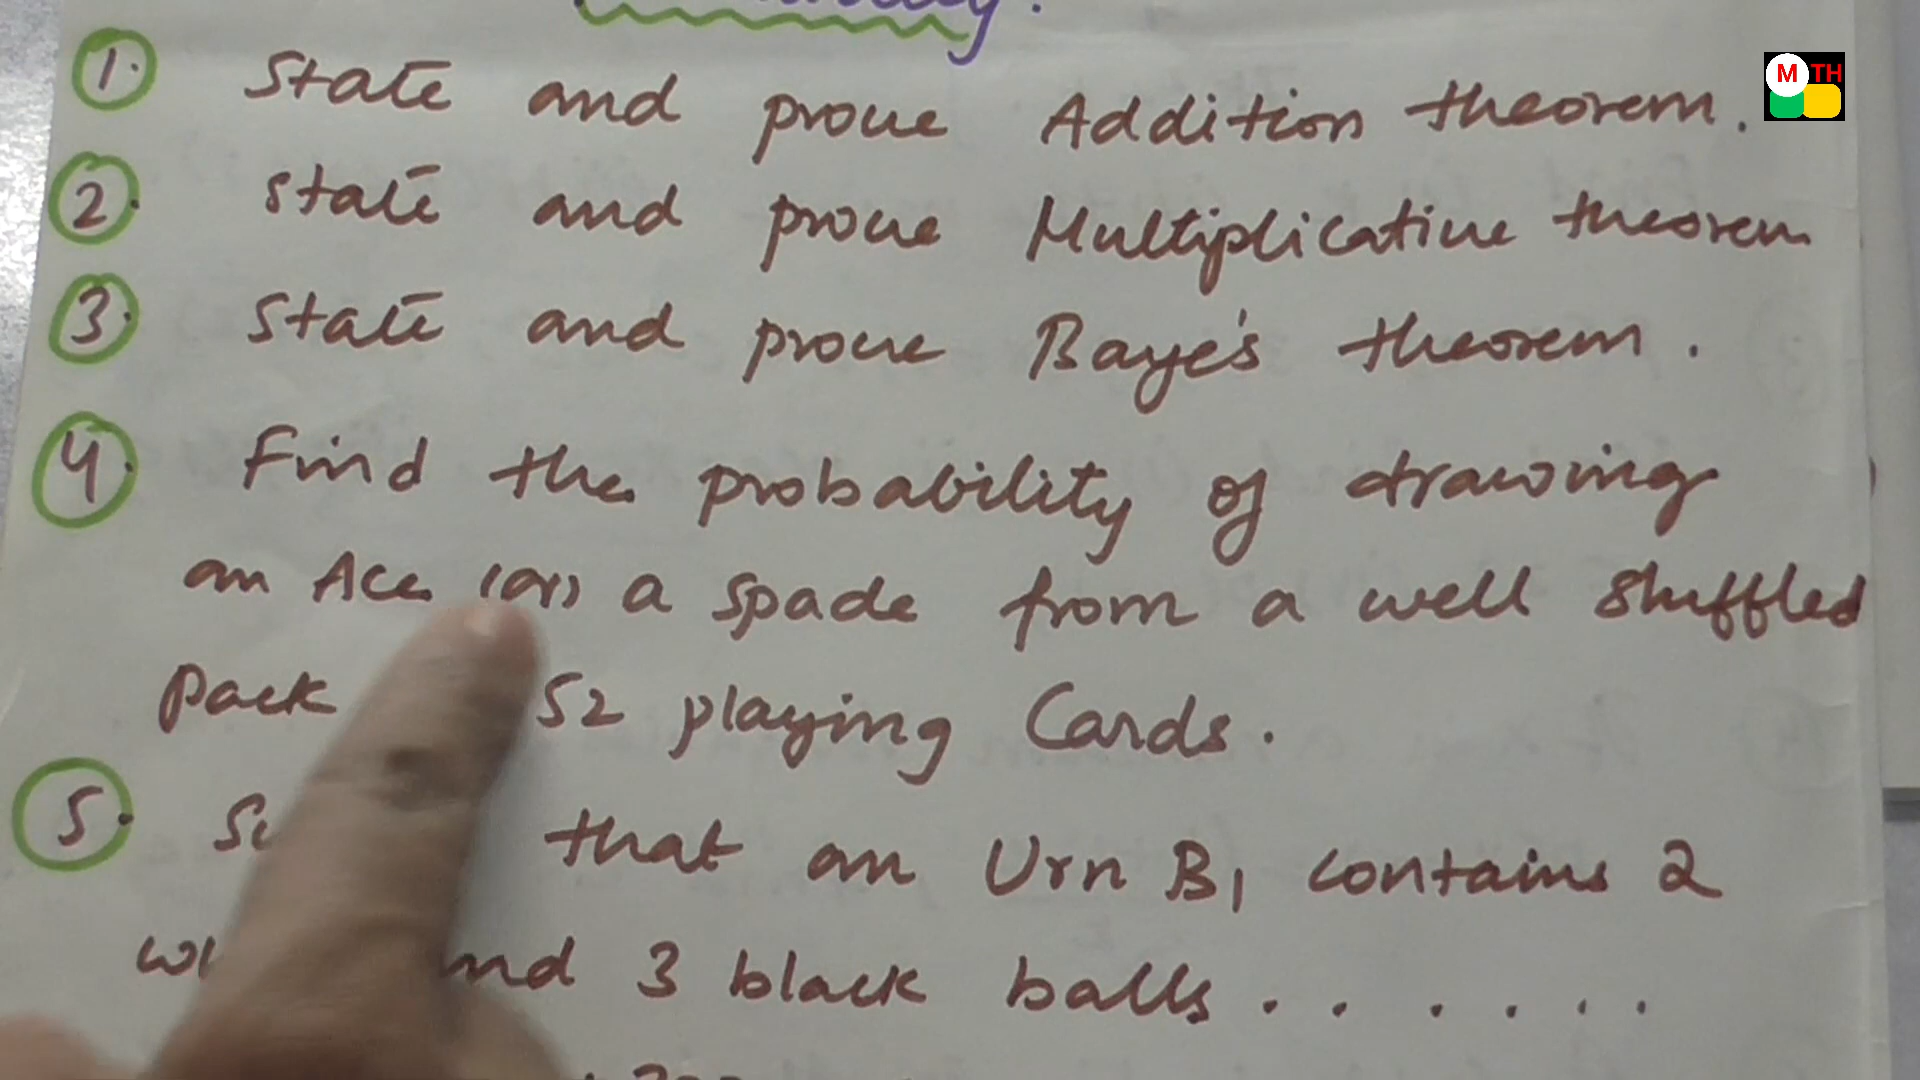 1. State and prove Addition theorem.
2. State and prove Multiplicative theorem
3. State and prove Baye's theorem.
4. Find the probability of drawing
an Ace (or) a spade from a well shuffled
Pack 52 playing Cards.
5. that an Urn B1 contains 2
and 3 black balls . . . . . .
M TH